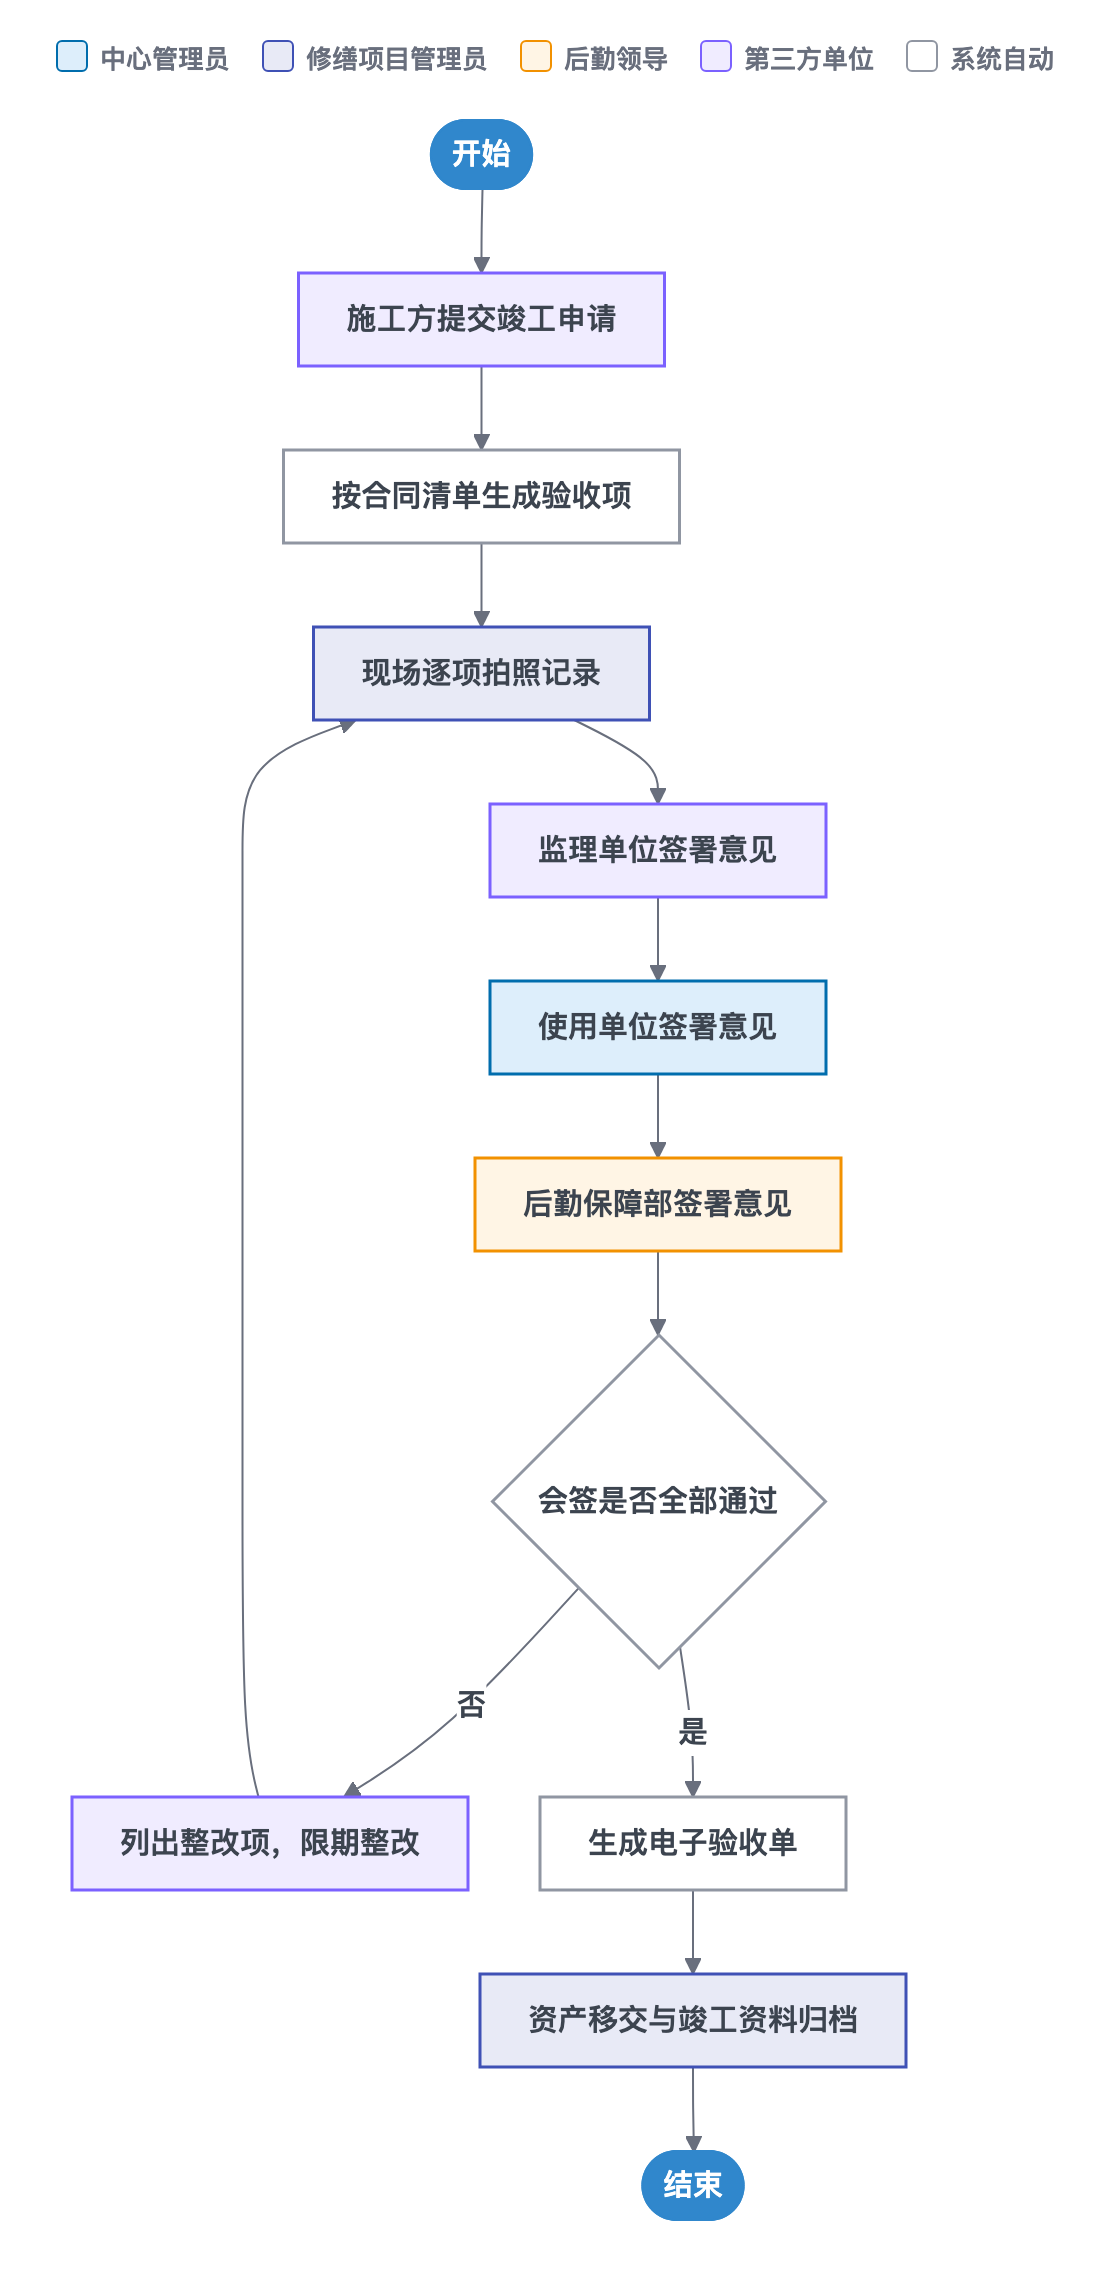 中心管理员
修缮项目管理员
后勤领导
第三方单位
系统自动
开始
施工方提交竣工申请
按合同清单生成验收项
现场逐项拍照记录
监理单位签署意见
使用单位签署意见
后勤保障部签署意见
会签是否全部通过
否
是
列出整改项，限期整改
生成电子验收单
资产移交与竣工资料归档
结束